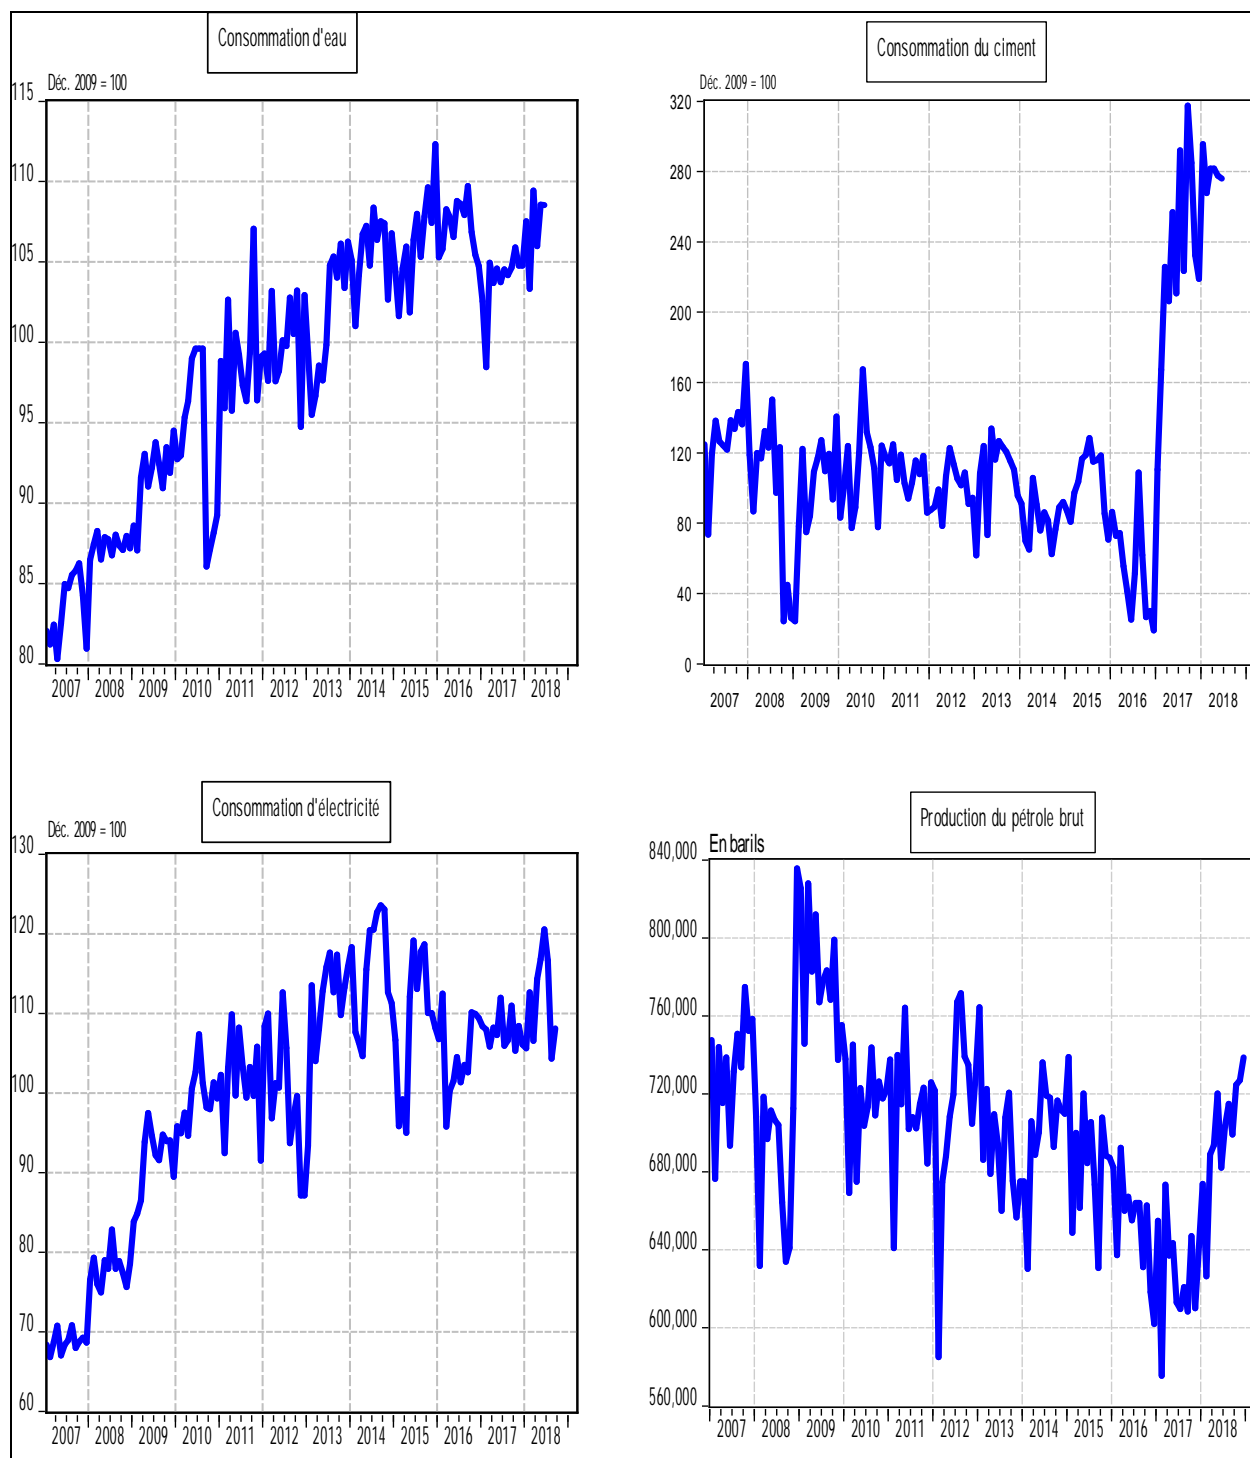 Consommation d'eau
Déc. 2009 = 100
115
110
105
100
95
90
85
80
2007 2008 2009 2010 2011 2012 2013 2014 2015 2016 2017 2018
Consommation du ciment
Déc. 2009 = 100
320
280
240
200
160
120
80
40
0
2007 2008 2009 2010 2011 2012 2013 2014 2015 2016 2017 2018
Consommation d'électricité
Déc. 2009 = 100
130
120
110
100
90
80
70
60
2007 2008 2009 2010 2011 2012 2013 2014 2015 2016 2017 2018
Production du pétrole brut
En barils
840,000
800,000
760,000
720,000
680,000
640,000
600,000
560,000
2007 2008 2009 2010 2011 2012 2013 2014 2015 2016 2017 2018